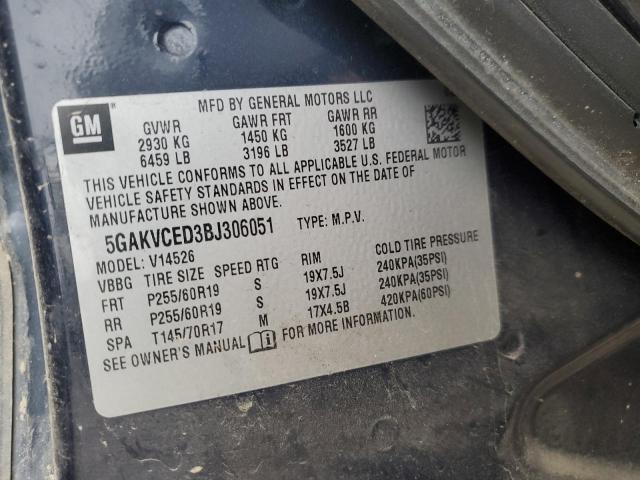 GM
MFD BY GENERAL MOTORS LLC
GVWR GAWR FRT GAWR RR
2930 KG 1450 KG 1600 KG
6459 LB 3196 LB 3527 LB
THIS VEHICLE CONFORMS TO ALL APPLICABLE U.S. FEDERAL MOTOR
VEHICLE SAFETY STANDARDS IN EFFECT ON THE DATE OF
MANUFACTURE SHOWN ABOVE.
5GAKVCED3BJ306051 TYPE: M.P.V.
MODEL: V14526
VBBG TIRE SIZE SPEED RTG RIM COLD TIRE PRESSURE
FRT P255/60R19 S 19X7.5J 240KPA(35PSI)
RR P255/60R19 S 19X7.5J 240KPA(35PSI)
SPA T145/70R17 M 17X4.5B 420KPA(60PSI)
SEE OWNER'S MANUAL